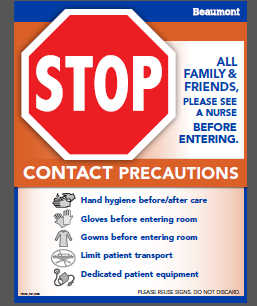 Beaumont
STOP
ALL
FAMILY &
FRIENDS,
PLEASE SEE
A NURSE
BEFORE
ENTERING.
CONTACT PRECAUTIONS
Hand hygiene before/after care
Gloves before entering room
Gowns before entering room
Limit patient transport
Dedicated patient equipment
PLEASE REUSE SIGNS. DO NOT DISCARD.